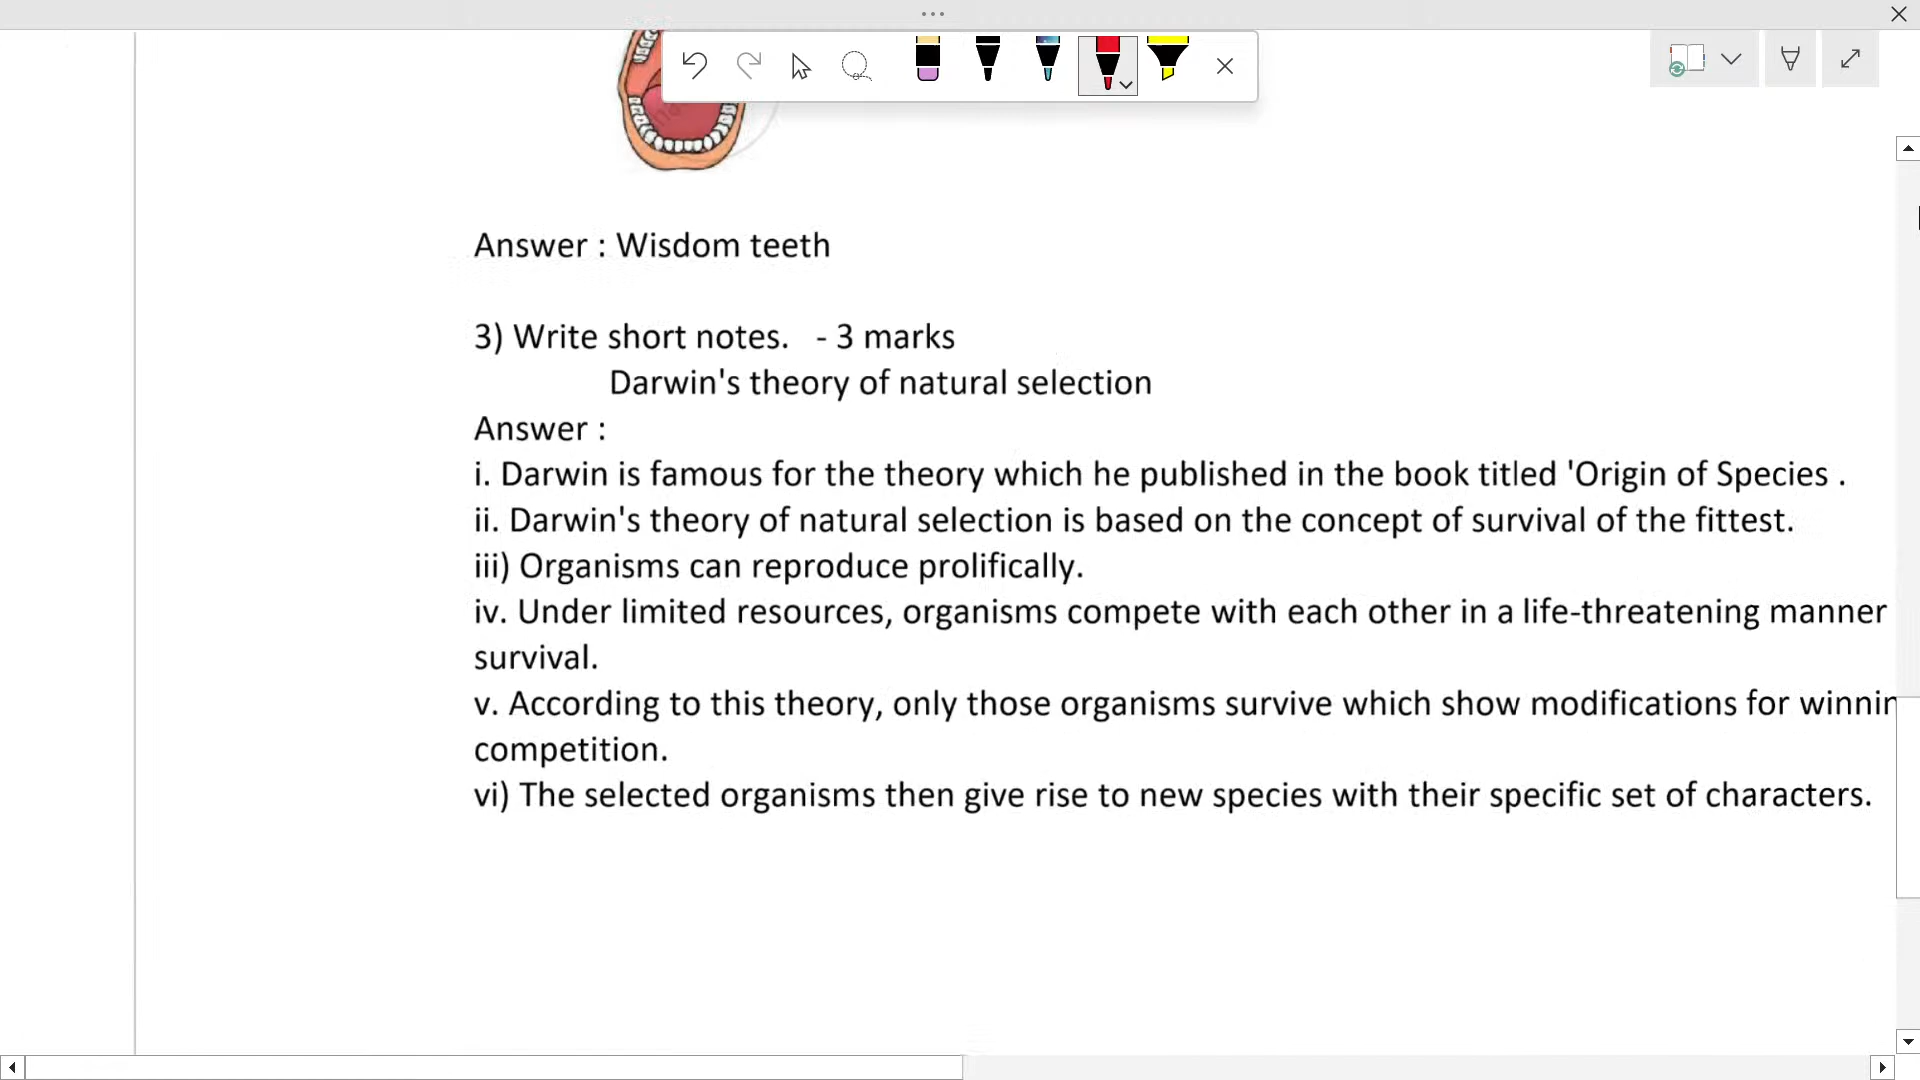 Answer : Wisdom teeth
3) Write short notes. - 3 marks
Darwin's theory of natural selection
Answer :
i. Darwin is famous for the theory which he published in the book titled 'Origin of Species .
ii. Darwin's theory of natural selection is based on the concept of survival of the fittest.
iii) Organisms can reproduce prolifically.
iv. Under limited resources, organisms compete with each other in a life-threatening manner
survival.
v. According to this theory, only those organisms survive which show modifications for
competition.
vi) The selected organisms then give rise to new species with their specific set of characters.